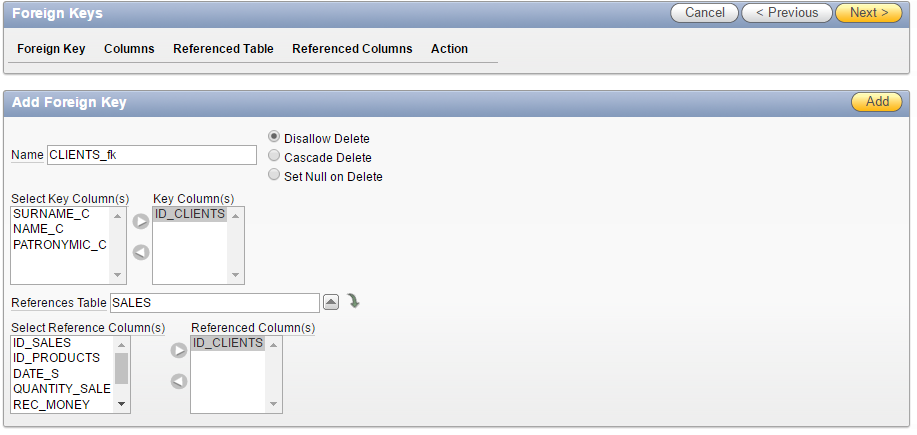 Foreign Keys Cancel < Previous Next >
Foreign Key Columns Referenced Table Referenced Columns Action
Add Foreign Key Add
Name CLIENTS_fk
Disallow Delete
Cascade Delete
Set Null on Delete
Select Key Column(s) Key Column(s)
SURNAME_C ID_CLIENTS
NAME_C
PATRONYMIC_C
References Table SALES
Select Reference Column(s) Referenced Column(s)
ID_SALES ID_CLIENTS
ID_PRODUCTS
DATE_S
QUANTITY_SALE
REC_MONEY